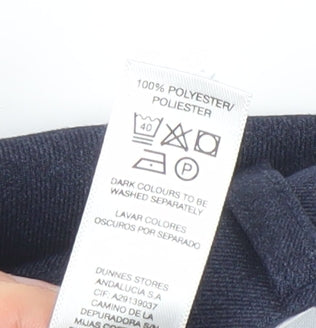 100% POLYESTER/
POLIESTER
40
P
DARK COLOURS TO BE
WASHED SEPARATELY
LAVAR COLORES
OSCUROS POR SEPARADO
DUNNES STORES
ANDALUCIA S.A
CIF: A29139037
CAMINO DE LA
DEPURADORA S/N
MIJAS